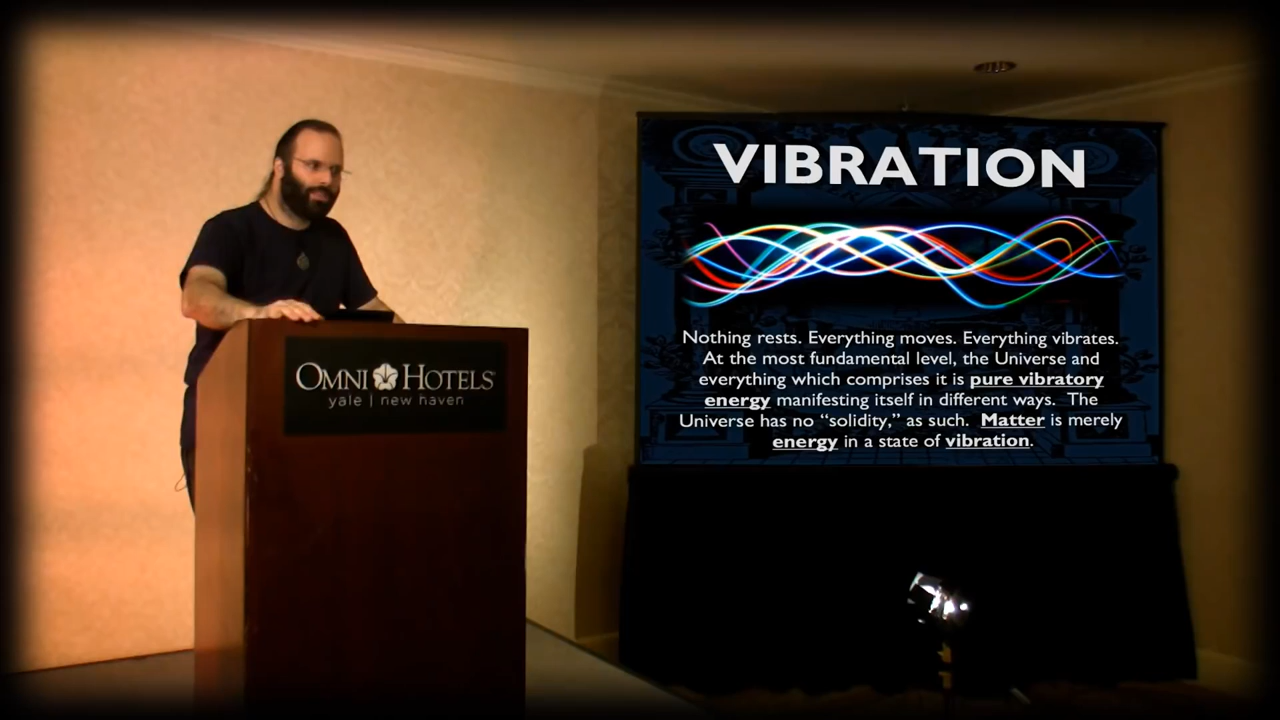 OMNI HOTELS
yale | new haven
VIBRATION
Nothing rests. Everything moves. Everything vibrates.
At the most fundamental level, the Universe and
everything which comprises it is pure vibratory
energy manifesting itself in different ways. The
Universe has no “solidity,” as such. Matter is merely
energy in a state of vibration.